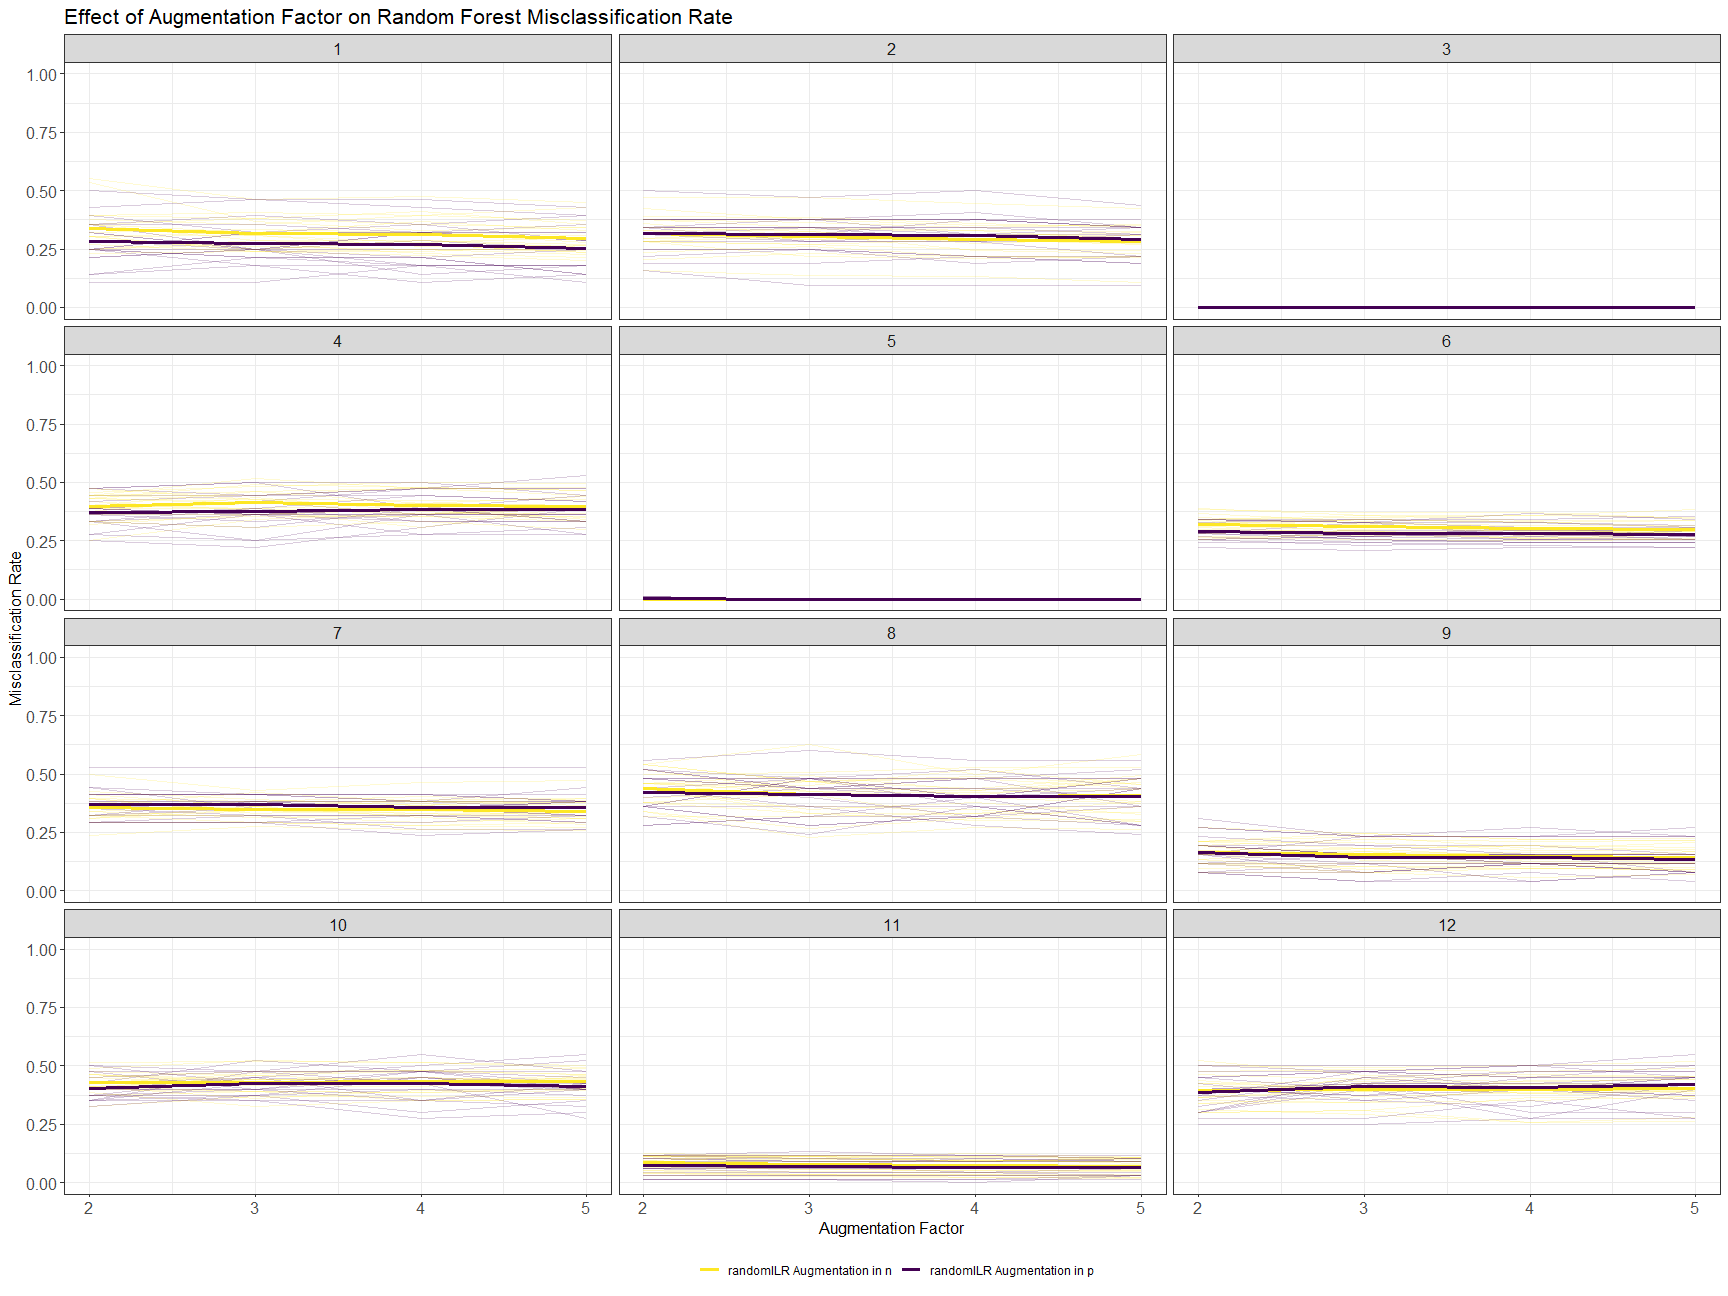 Effect of Augmentation Factor on Random Forest Misclassification Rate
1 2 3
1.00
0.75
0.50
0.25
0.00
4 5 6
1.00
0.75
0.50
0.25
0.00
Misclassification Rate
7 8 9
1.00
0.75
0.50
0.25
0.00
10 11 12
1.00
0.75
0.50
0.25
0.00
2 3 4 5 2 3 4 5 2 3 4 5
Augmentation Factor
randomILR Augmentation in n randomILR Augmentation in p